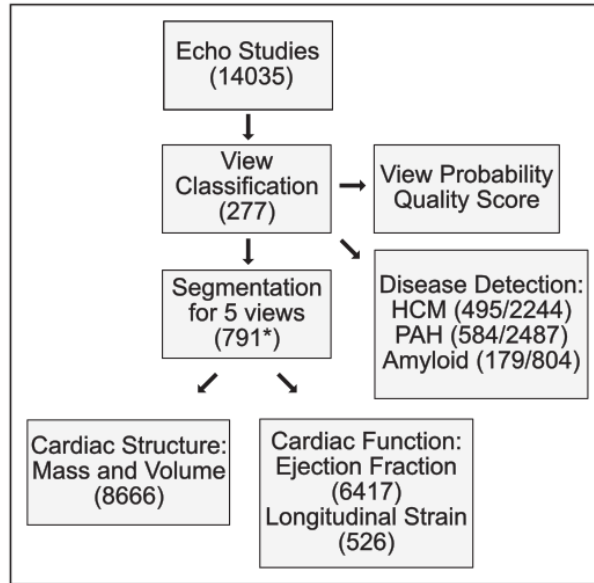 Echo Studies
(14035)
View
Classification
(277)
View Probability
Quality Score
Segmentation
for 5 views
(791*)
Disease Detection:
HCM (495/2244)
PAH (584/2487)
Amyloid (179/804)
Cardiac Structure:
Mass and Volume
(8666)
Cardiac Function:
Ejection Fraction
(6417)
Longitudinal Strain
(526)